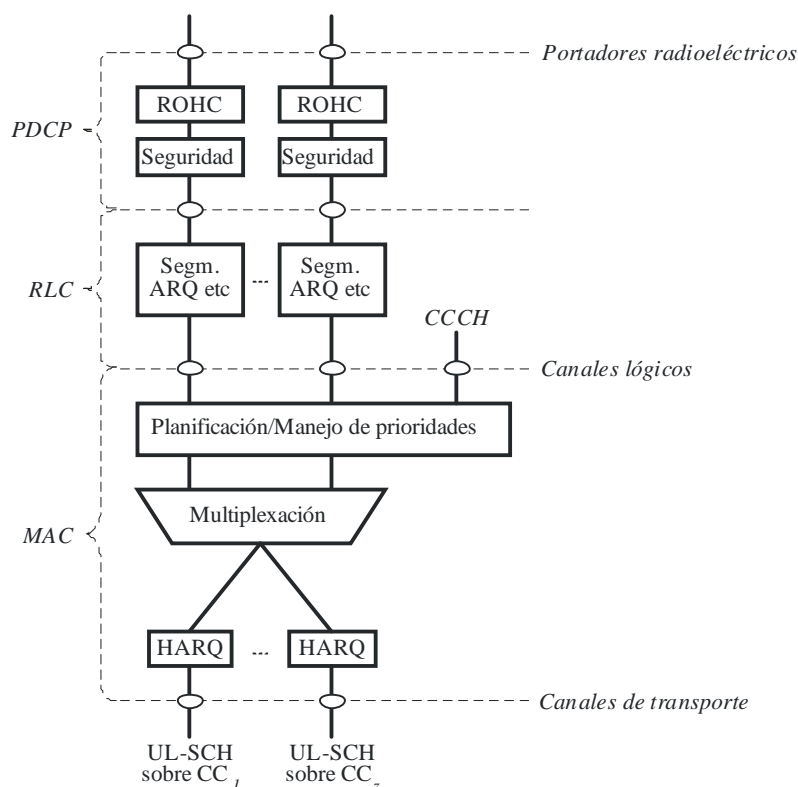 Portadores radioeléctricos
ROHC
ROHC
PDCP
Seguridad
Seguridad
Segm.
ARQ etc
...
Segm.
ARQ etc
RLC
CCCH
Canales lógicos
Planificación/Manejo de prioridades
Multiplexación
MAC
HARQ
...
HARQ
Canales de transporte
UL-SCH
sobre CC 1
UL-SCH
sobre CC z